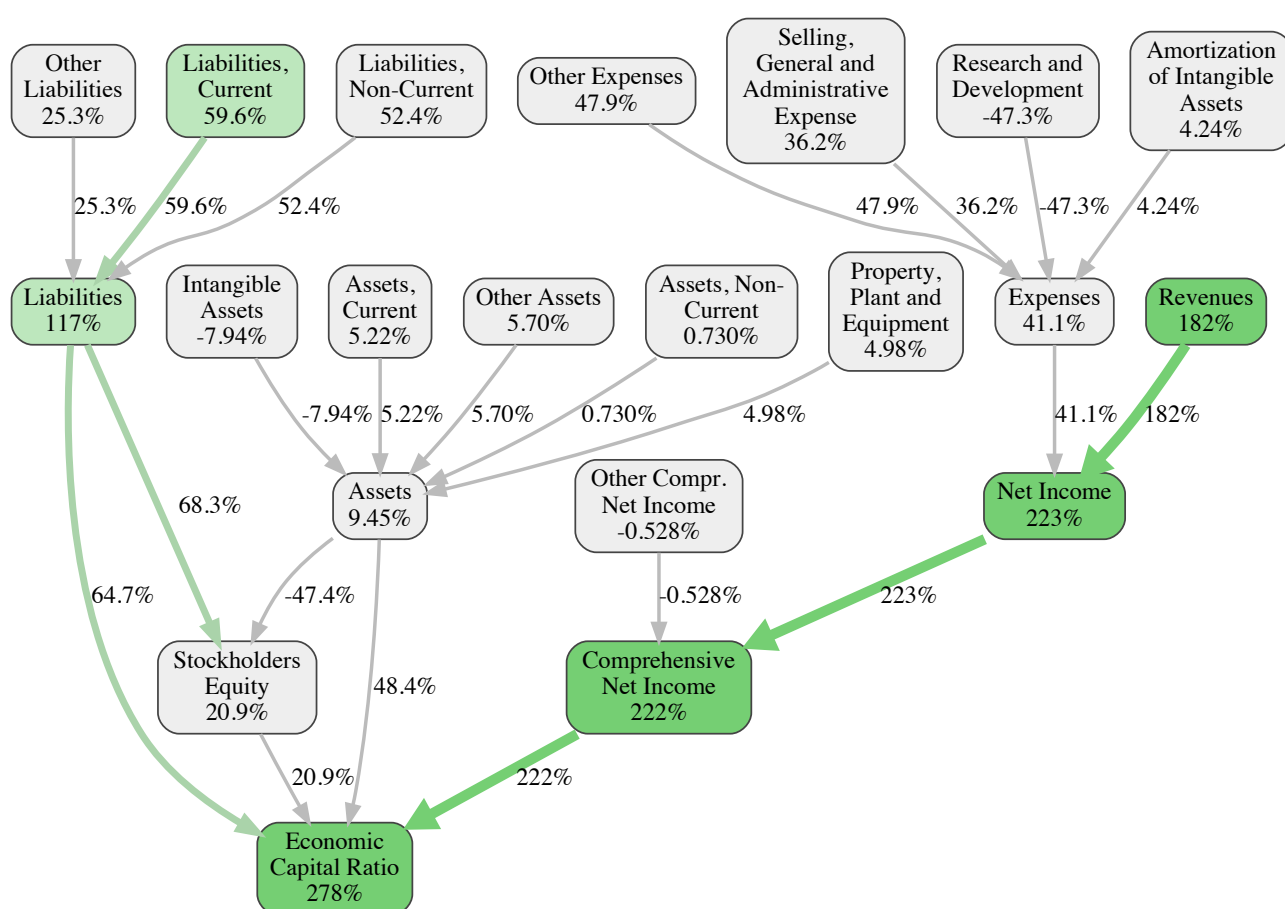 Other
Liabilities
25.3%
Liabilities,
Current
59.6%
Liabilities,
Non-Current
52.4%
Other Expenses
47.9%
Selling,
General and
Administrative
Expense
36.2%
Research and
Development
-47.3%
Amortization
of Intangible
Assets
4.24%
25.3%
59.6%
52.4%
47.9%
36.2%
-47.3%
4.24%
Liabilities
117%
Intangible
Assets
-7.94%
Assets,
Current
5.22%
Other Assets
5.70%
Assets, Non-
Current
0.730%
Property,
Plant and
Equipment
4.98%
Expenses
41.1%
Revenues
182%
-7.94%
5.22%
5.70%
0.730%
4.98%
41.1%
182%
68.3%
Assets
9.45%
Other Compr.
Net Income
-0.528%
Net Income
223%
64.7%
-47.4%
-0.528%
223%
Stockholders
Equity
20.9%
48.4%
Comprehensive
Net Income
222%
20.9%
222%
Economic
Capital Ratio
278%